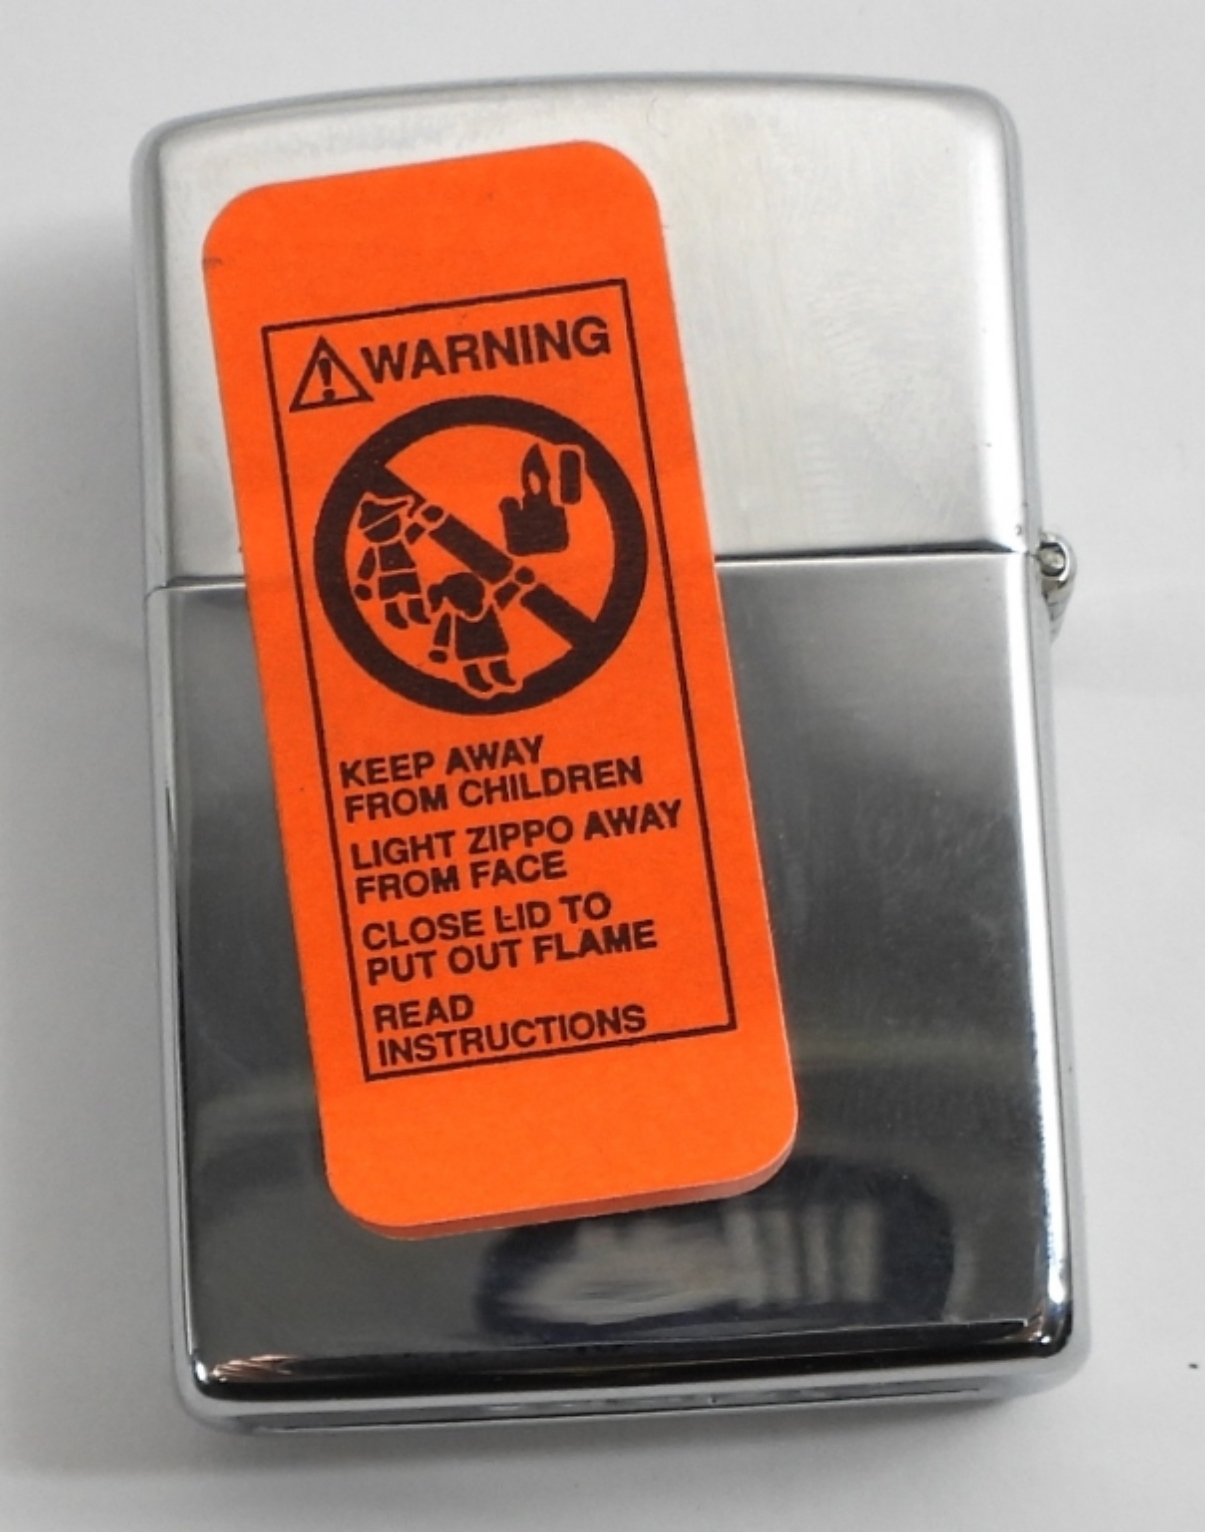 WARNING
KEEP AWAY
FROM CHILDREN
LIGHT ZIPPO AWAY
FROM FACE
CLOSE LID TO
PUT OUT FLAME
READ
INSTRUCTIONS